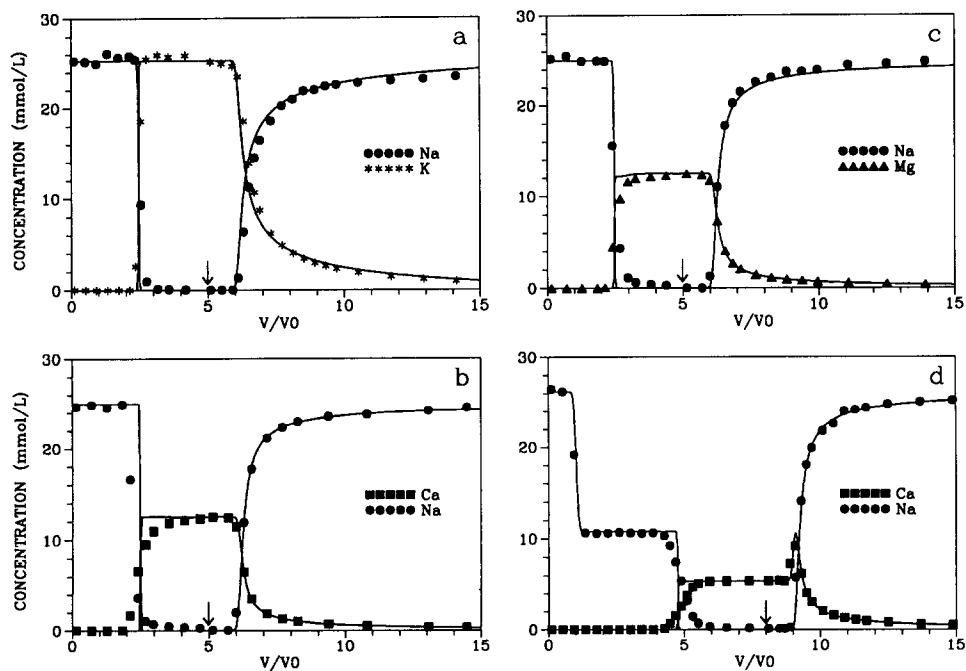 CONCENTRATION (mmol/L)
30
20
10
0
a
●●●●● Na
***** K
0 5 10 15
V/V0
30
20
10
0
c
●●●●● Na
▲▲▲▲▲ Mg
0 5 10 15
V/V0
CONCENTRATION (mmol/L)
30
20
10
0
b
■■■■■ Ca
●●●●● Na
0 5 10 15
V/V0
30
20
10
0
d
■■■■■ Ca
●●●●● Na
0 5 10 15
V/V0